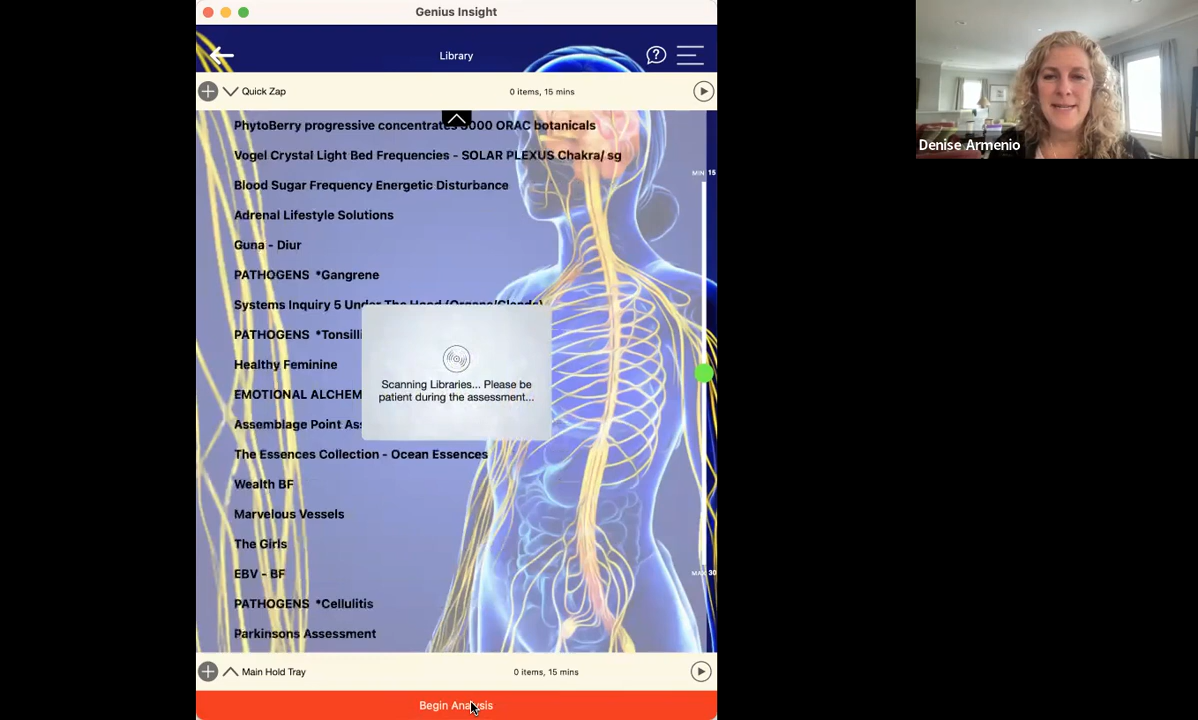 Genius Insight
Library
Quick Zap
0 items, 15 mins
PhytoBerry progressive concentrates 3000 ORAC botanicals
Vogel Crystal Light Bed Frequencies - SOLAR PLEXUS Chakra/ sg
Blood Sugar Frequency Energetic Disturbance
Adrenal Lifestyle Solutions
Guna - Diur
PATHOGENS *Gangrene
Systems Inquiry 5 Under The Hood (Organs/Glands)
PATHOGENS
Healthy Feminine
EMOTIONAL
Assemblage Point
The Essences Collection - Ocean Essences
Wealth BF
Marvelous Vessels
The Girls
EBV - BF
PATHOGENS *Cellulitis
Parkinsons Assessment
Scanning Libraries... Please be
patient during the assessment...
MIN 15
MAX 30
Main Hold Tray
0 items, 15 mins
Begin Analysis
Denise Armenio